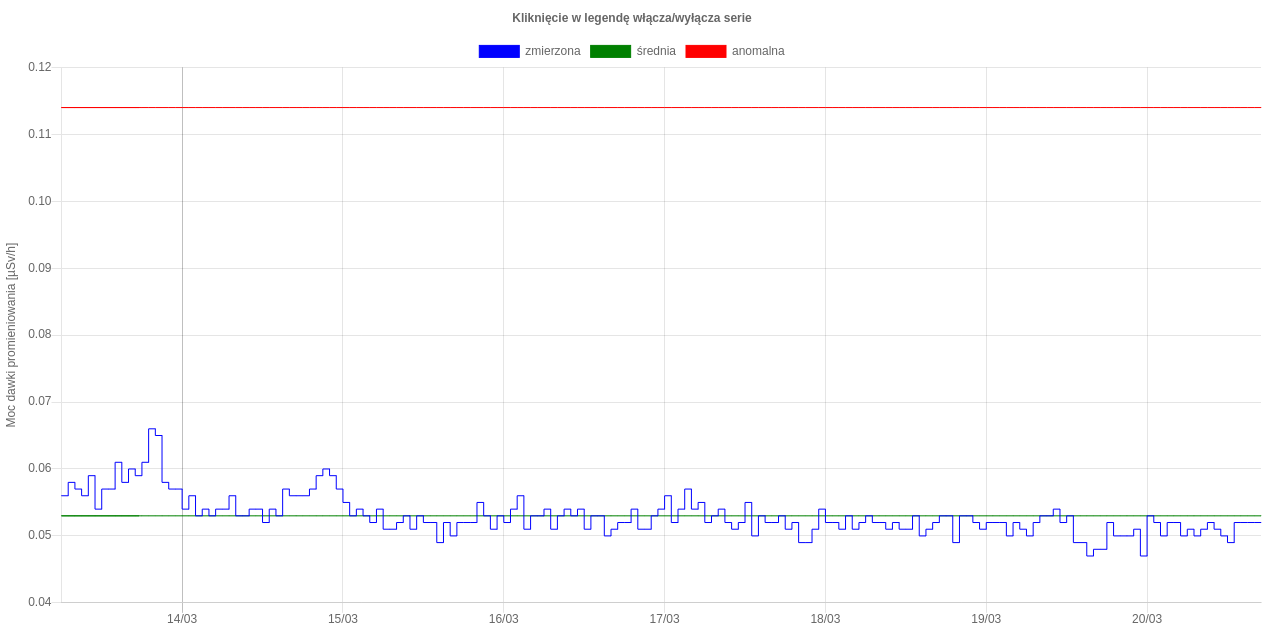 Kliknięcie w legendę włącza/wyłącza serie
zmierzona średnia anomalna
Moc dawki promieniowania [µSv/h]
0.12
0.11
0.10
0.09
0.08
0.07
0.06
0.05
0.04
14/03 15/03 16/03 17/03 18/03 19/03 20/03